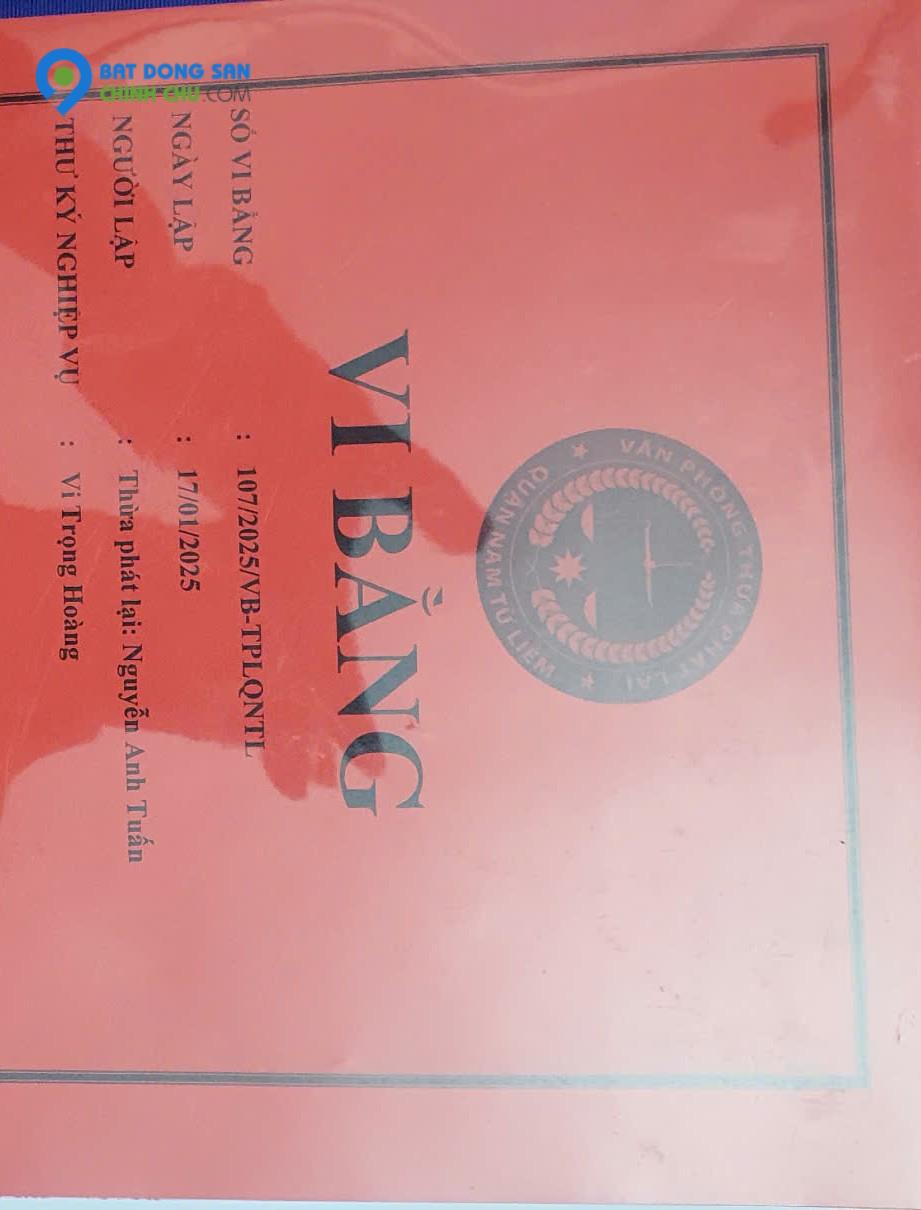 BAT DONG SAN
CHINH CHU.COM
VĂN PHÒNG THỪA PHÁT LẠI
QUẬN NAM TỪ LIÊM
VI BẰNG
SỐ VI BẰNG : 107/2025/VB-TPLQNTL
NGÀY LẬP : 17/01/2025
NGƯỜI LẬP : Thừa phát lại: Nguyễn Anh Tuấn
THƯ KÝ NGHIỆP VỤ : Vi Trọng Hoàng